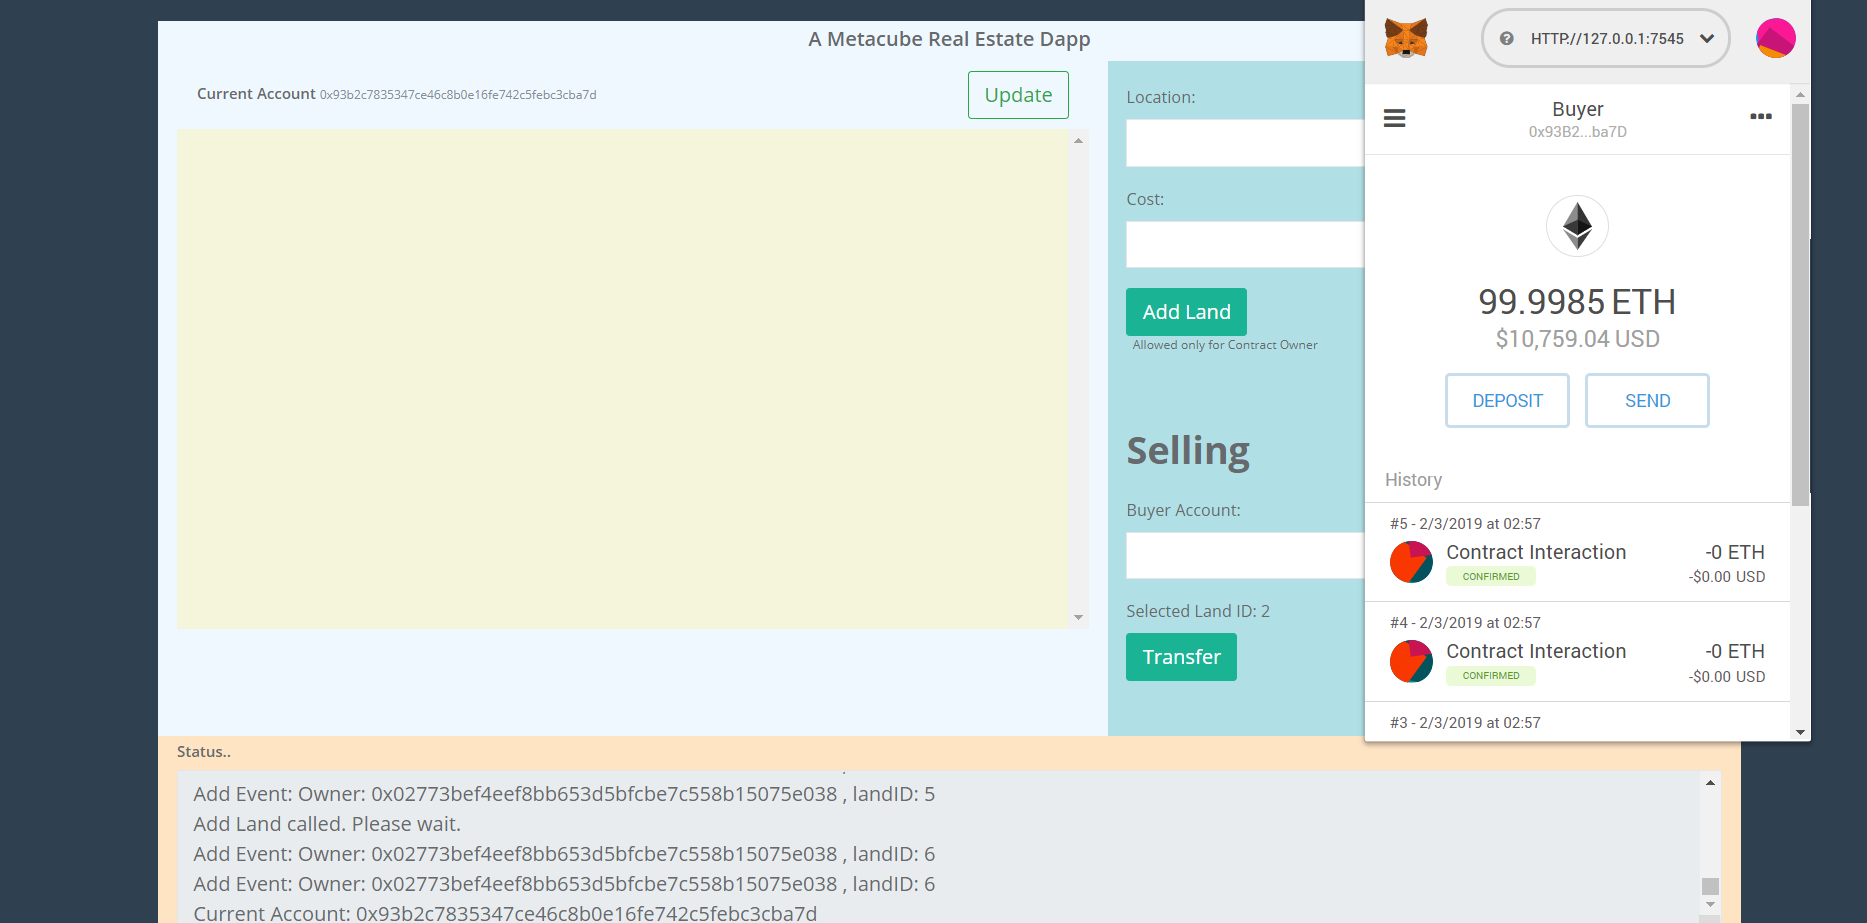 A Metacube Real Estate Dapp
Current Account 0x93b2c7835347ce46c8b0e16fe742c5febc3cba7d
Update
Location:
Cost:
Add Land
Allowed only for Contract Owner
Selling
Buyer Account:
Selected Land ID: 2
Transfer
HTTP://127.0.0.1:7545
Buyer
0x93B2...ba7D
99.9985 ETH
$10,759.04 USD
DEPOSIT
SEND
History
#5 - 2/3/2019 at 02:57
Contract Interaction
-0 ETH
CONFIRMED
-$0.00 USD
#4 - 2/3/2019 at 02:57
Contract Interaction
-0 ETH
CONFIRMED
-$0.00 USD
#3 - 2/3/2019 at 02:57
Status..
Add Event: Owner: 0x02773bef4eef8bb653d5bfcbe7c558b15075e038 , landID: 5
Add Land called. Please wait.
Add Event: Owner: 0x02773bef4eef8bb653d5bfcbe7c558b15075e038 , landID: 6
Add Event: Owner: 0x02773bef4eef8bb653d5bfcbe7c558b15075e038 , landID: 6
Current Account: 0x93b2c7835347ce46c8b0e16fe742c5febc3cba7d